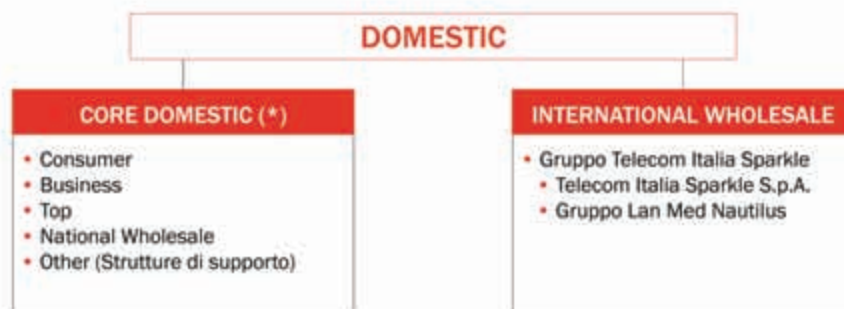 DOMESTIC
CORE DOMESTIC (*)
• Consumer
• Business
• Top
• National Wholesale
• Other (Strutture di supporto)
INTERNATIONAL WHOLESALE
• Gruppo Telecom Italia Sparkle
• Telecom Italia Sparkle S.p.A.
• Gruppo Lan Med Nautilus